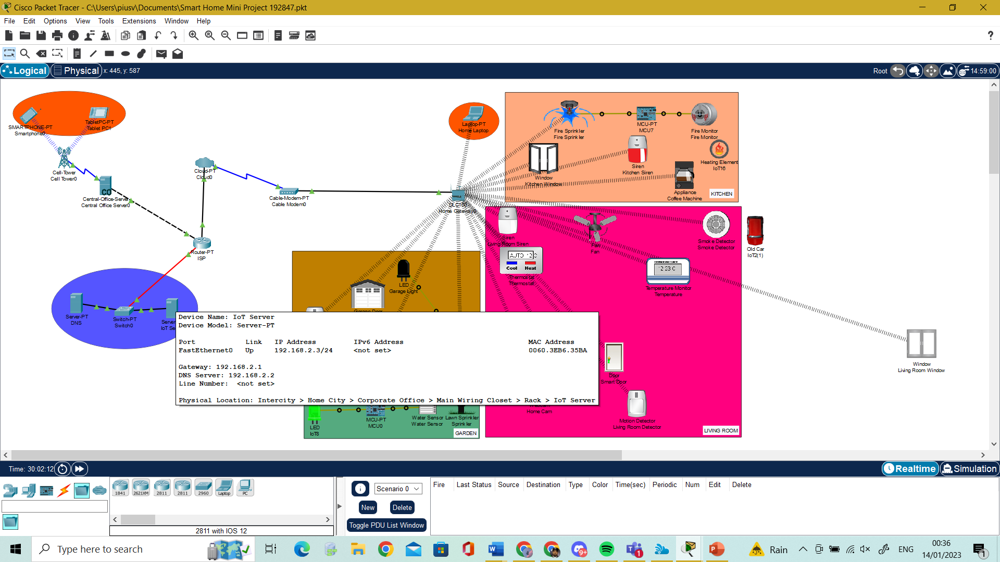 Cisco Packet Tracer - C:\Users\piusv\Documents\Smart Home Mini Project 192847.pkt
File Edit Options View Tools Extensions Window Help
Logical Physical x: 445, y: 587 Root 14:59:00
SMARTPHONE-PT
Smartphone0
TabletPC-PT
Tablet PC1
Cell-Tower
Cell Tower0
Central-Office-Server
Central Office Server0
Cloud-PT
Cloud0
Cable-Modem-PT
Cable Modem0
Router-PT
ISP
Laptop-PT
Home Laptop
DLC100
Home Gateway0
Fire Sprinkler
Fire Sprinkler
MCU-PT
MCU7
Fire Monitor
Fire Monitor
Window
Kitchen Window
Siren
Kitchen Siren
Heating Element
IoT16
Appliance
Coffee Machine
KITCHEN
Siren
Living Room Siren
Fan
Fan
Smoke Detector
Smoke Detector
Old Car
IoT2(1)
AUTO 12 C
Cool Heat
Thermostat
Thermostat
TEMPERATURE
12.23 C
Temperature Monitor
Temperature
LED
Garage Light
Garage Door
Server-PT
DNS
Switch-PT
Switch0
Server
IoT Se
Device Name: IoT Server
Device Model: Server-PT
Port Link IP Address IPv6 Address MAC Address
FastEthernet0 Up 192.168.2.3/24 <not set> 0060.3EB6.35BA
Gateway: 192.168.2.1
DNS Server: 192.168.2.2
Line Number: <not set>
Physical Location: Intercity > Home City > Corporate Office > Main Wiring Closet > Rack > IoT Server
Door
Smart Door
Window
Living Room Window
Home Cam
Motion Detector
Living Room Detector
LIVING ROOM
LED
IoT8
MCU-PT
MCU0
Water Sensor
Water Sensor
Lawn Sprinkler
Sprinkler
GARDEN
Time: 30:02:12 Realtime Simulation
1841 2621XM 2811 2811 2960 Laptop PC
2811 with IOS 12
Scenario 0
New Delete
Toggle PDU List Window
Fire Last Status Source Destination Type Color Time(sec) Periodic Num Edit Delete
Type here to search
Rain
ENG
00:36
14/01/2023